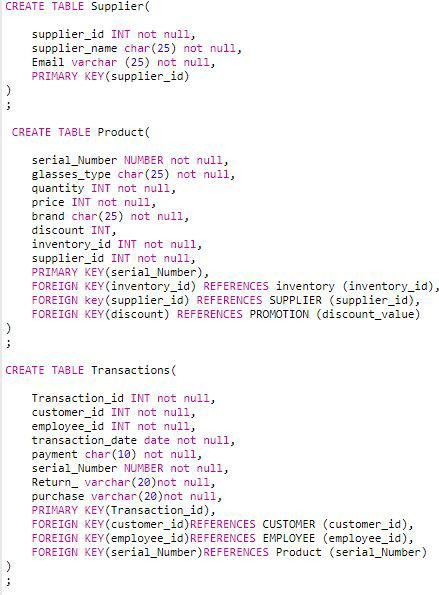 CREATE TABLE Supplier(
supplier_id INT not null,
supplier_name char(25) not null,
Email varchar (25) not null,
PRIMARY KEY(supplier_id)
)
;
CREATE TABLE Product(
serial_Number NUMBER not null,
glasses_type char(25) not null,
quantity INT not null,
price INT not null,
brand char(25) not null,
discount INT,
inventory_id INT not null,
supplier_id INT not null,
PRIMARY KEY(serial_Number),
FOREIGN KEY(inventory_id) REFERENCES inventory (inventory_id),
FOREIGN key(supplier_id) REFERENCES SUPPLIER (supplier_id),
FOREIGN KEY(discount) REFERENCES PROMOTION (discount_value)
)
;
CREATE TABLE Transactions(
Transaction_id INT not null,
customer_id INT not null,
employee_id INT not null,
transaction_date date not null,
payment char(10) not null,
serial_Number NUMBER not null,
Return_ varchar(20)not null,
purchase varchar(20)not null,
PRIMARY KEY(Transaction_id),
FOREIGN KEY(customer_id)REFERENCES CUSTOMER (customer_id),
FOREIGN KEY(employee_id)REFERENCES EMPLOYEE (employee_id),
FOREIGN KEY(serial_Number)REFERENCES Product (serial_Number)
)
;